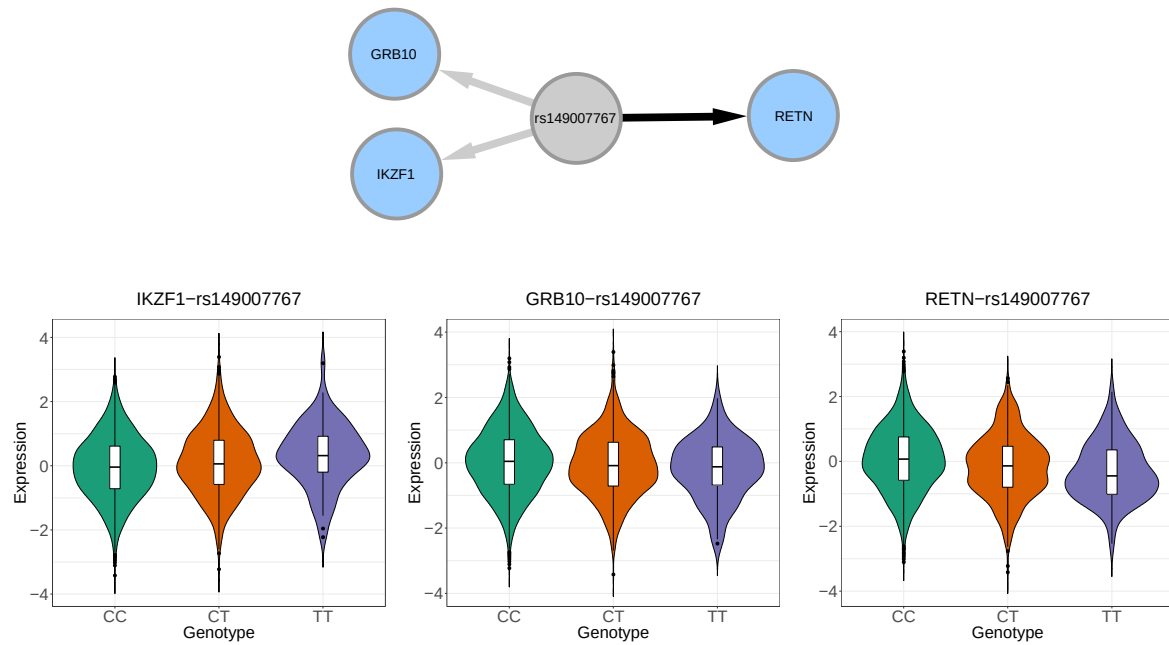 GRB10
rs149007767
RETN
IKZF1
IKZF1−rs149007767
Expression
4
2
0
−2
−4
CC
CT
TT
Genotype
GRB10−rs149007767
Expression
4
2
0
−2
−4
CC
CT
TT
Genotype
RETN−rs149007767
Expression
4
2
0
−2
−4
CC
CT
TT
Genotype